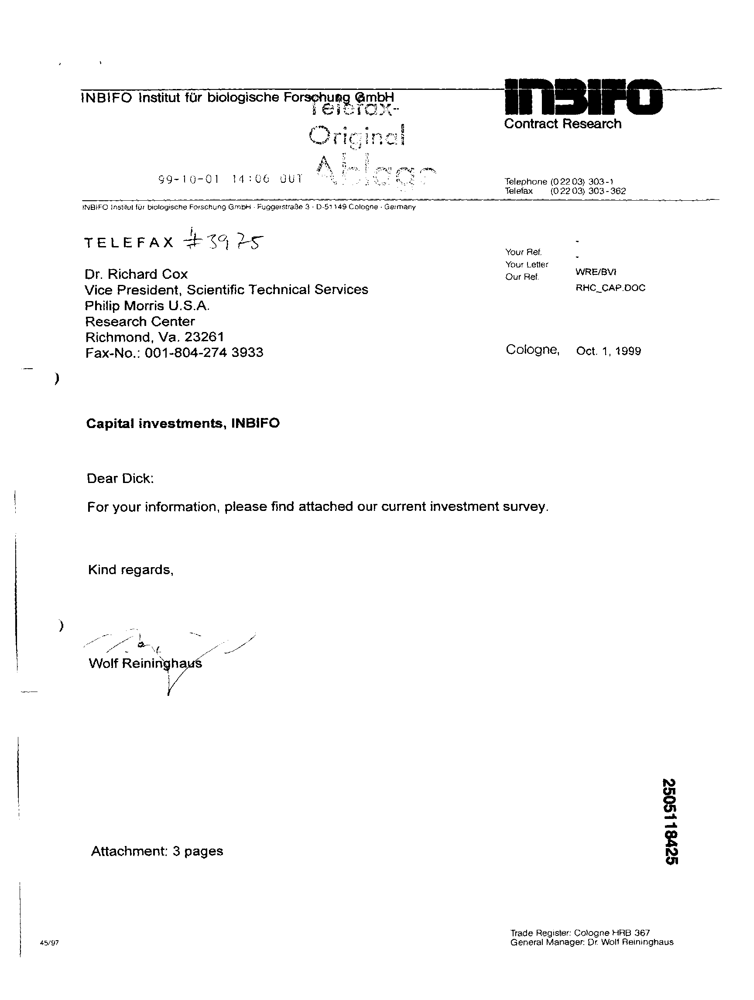 INBIFO Institut für biologische Forschung GmbH
INBIFO
Contract Research
Telefax-
Original
Ablage
99-10-01 14:06 OUT
Telephone (0 22 03) 303-1
Telefax (0 22 03) 303-362
INBIFO Institut für biologische Forschung GmbH · Fuggerstraße 3 · D-51149 Cologne · Germany
TELEFAX #3975
Your Ref. -
Your Letter -
Our Ref. WRE/BVI
RHC_CAP.DOC
Dr. Richard Cox
Vice President, Scientific Technical Services
Philip Morris U.S.A.
Research Center
Richmond, Va. 23261
Fax-No.: 001-804-274 3933
Cologne, Oct. 1, 1999
Capital investments, INBIFO
Dear Dick:
For your information, please find attached our current investment survey.
Kind regards,
Wolf Reininghaus
2505118425
Attachment: 3 pages
Trade Register: Cologne HRB 367
General Manager: Dr. Wolf Reininghaus
45/97